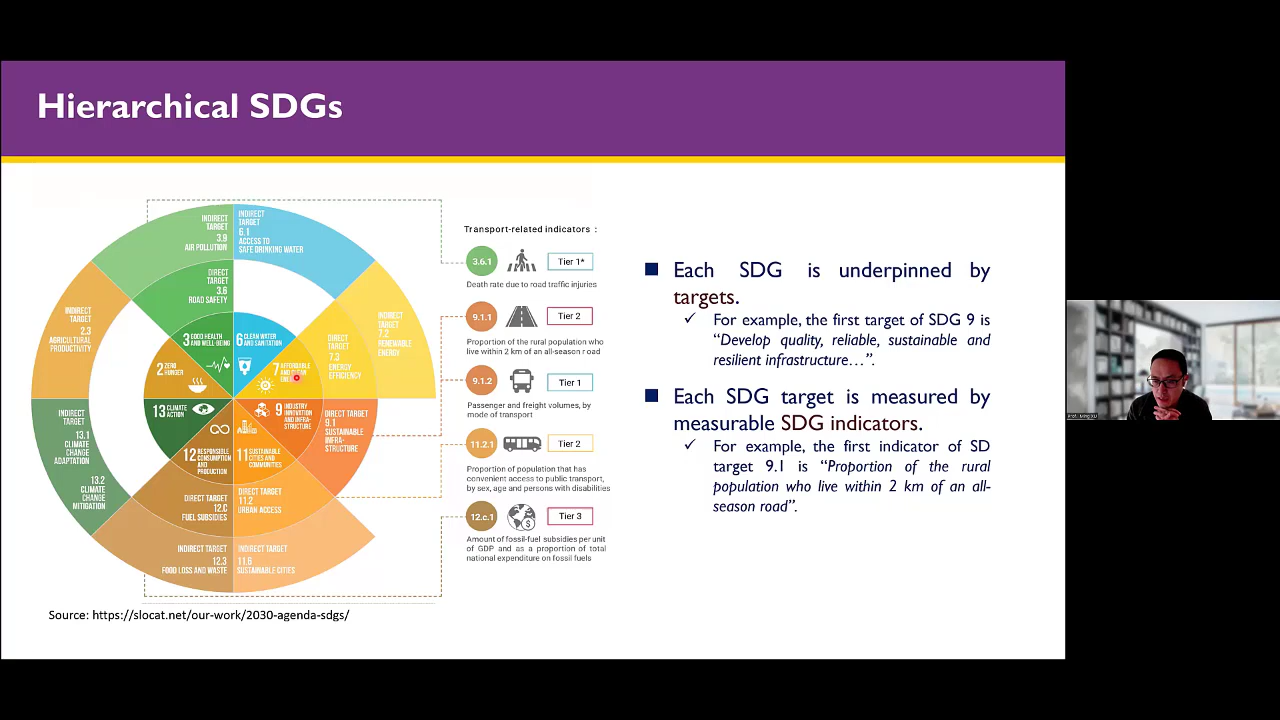 Hierarchical SDGs
INDIRECT
TARGET
3.9
AIR POLLUTION
INDIRECT
TARGET
6.1
ACCESS TO
SAFE DRINKING WATER
DIRECT
TARGET
3.6
ROAD SAFETY
INDIRECT
TARGET
2.3
AGRICULTURAL
PRODUCTIVITY
INDIRECT
TARGET
7.2
RENEWABLE
ENERGY
DIRECT
TARGET
7.3
ENERGY
EFFICIENCY
3 GOOD HEALTH
AND WELL-BEING
6 CLEAN WATER
AND SANITATION
2 ZERO
HUNGER
7 AFFORDABLE
AND CLEAN
ENERGY
13 CLIMATE
ACTION
9 INDUSTRY
INNOVATION
AND INFRA-
STRUCTURE
12 RESPONSIBLE
CONSUMPTION
AND
PRODUCTION
11 SUSTAINABLE
CITIES AND
COMMUNITIES
DIRECT TARGET
9.1
SUSTAINABLE
INFRA-
STRUCTURE
INDIRECT
TARGET
13.1
CLIMATE
CHANGE
ADAPTATION
13.2
CLIMATE
CHANGE
MITIGATION
DIRECT TARGET
12.C
FUEL SUBSIDIES
DIRECT TARGET
11.2
URBAN ACCESS
INDIRECT TARGET
12.3
FOOD LOSS AND WASTE
INDIRECT TARGET
11.6
SUSTAINABLE CITIES
Transport-related indicators :
3.6.1 Tier 1*
Death rate due to road traffic injuries
9.1.1 Tier 2
Proportion of the rural population who
live within 2 km of an all-season r oad
9.1.2 Tier 1
Passenger and freight volumes, by
mode of transport
11.2.1 Tier 2
Proportion of population that has
convenient access to public transport,
by sex, age and persons with disabilities
12.c.1 Tier 3
Amount of fossil-fuel subsidies per unit
of GDP and as a proportion of total
national expenditure on fossil fuels
Source: https://slocat.net/our-work/2030-agenda-sdgs/
Each SDG is underpinned by
targets.
✓ For example, the first target of SDG 9 is
“Develop quality, reliable, sustainable and
resilient infrastructure…”.
Each SDG target is measured by
measurable SDG indicators.
✓ For example, the first indicator of SD
target 9.1 is “Proportion of the rural
population who live within 2 km of an all-
season road”.